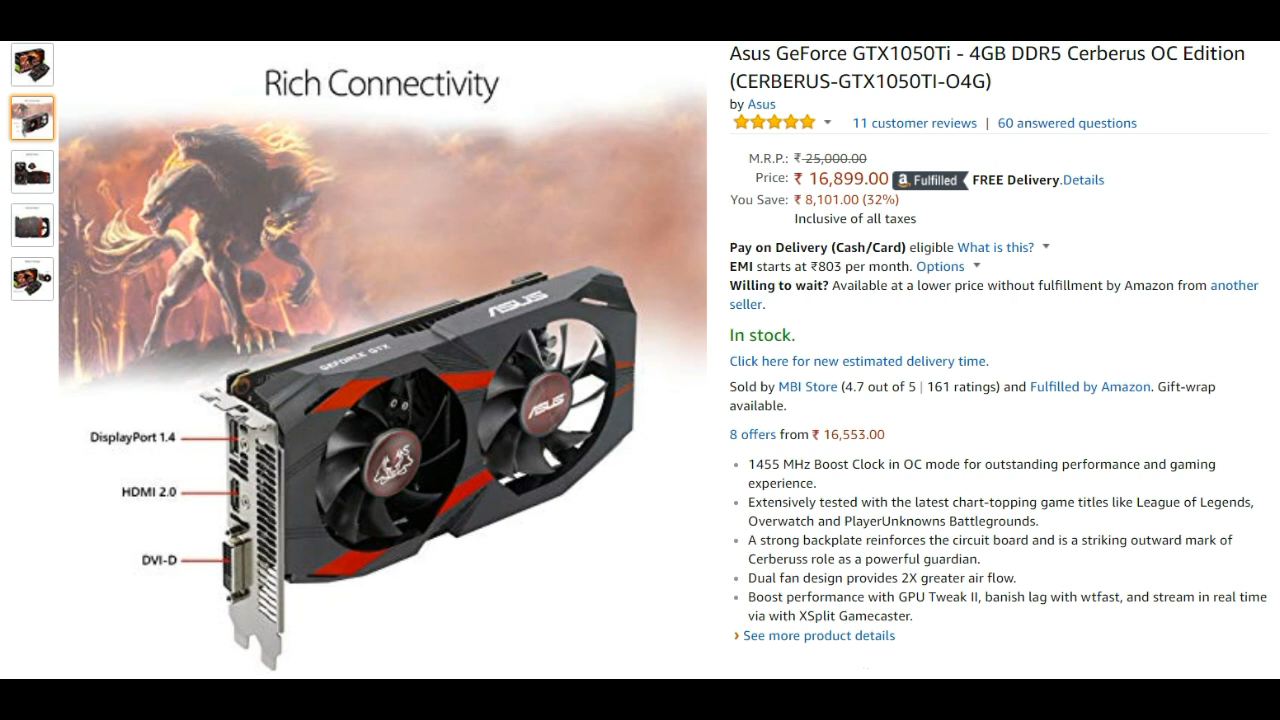 Rich Connectivity
ASUS
GEFORCE GTX
ASUS
DisplayPort 1.4
HDMI 2.0
DVI-D
Asus GeForce GTX1050Ti - 4GB DDR5 Cerberus OC Edition
(CERBERUS-GTX1050TI-O4G)
by Asus
11 customer reviews | 60 answered questions
M.R.P.: ₹ 25,000.00
Price: ₹ 16,899.00 a Fulfilled FREE Delivery.Details
You Save: ₹ 8,101.00 (32%)
Inclusive of all taxes
Pay on Delivery (Cash/Card) eligible What is this?
EMI starts at ₹803 per month. Options
Willing to wait? Available at a lower price without fulfillment by Amazon from another
seller.
In stock.
Click here for new estimated delivery time.
Sold by MBI Store (4.7 out of 5 | 161 ratings) and Fulfilled by Amazon. Gift-wrap
available.
8 offers from ₹ 16,553.00
1455 MHz Boost Clock in OC mode for outstanding performance and gaming
experience.
Extensively tested with the latest chart-topping game titles like League of Legends,
Overwatch and PlayerUnknowns Battlegrounds.
A strong backplate reinforces the circuit board and is a striking outward mark of
Cerberuss role as a powerful guardian.
Dual fan design provides 2X greater air flow.
Boost performance with GPU Tweak II, banish lag with wtfast, and stream in real time
via with XSplit Gamecaster.
› See more product details